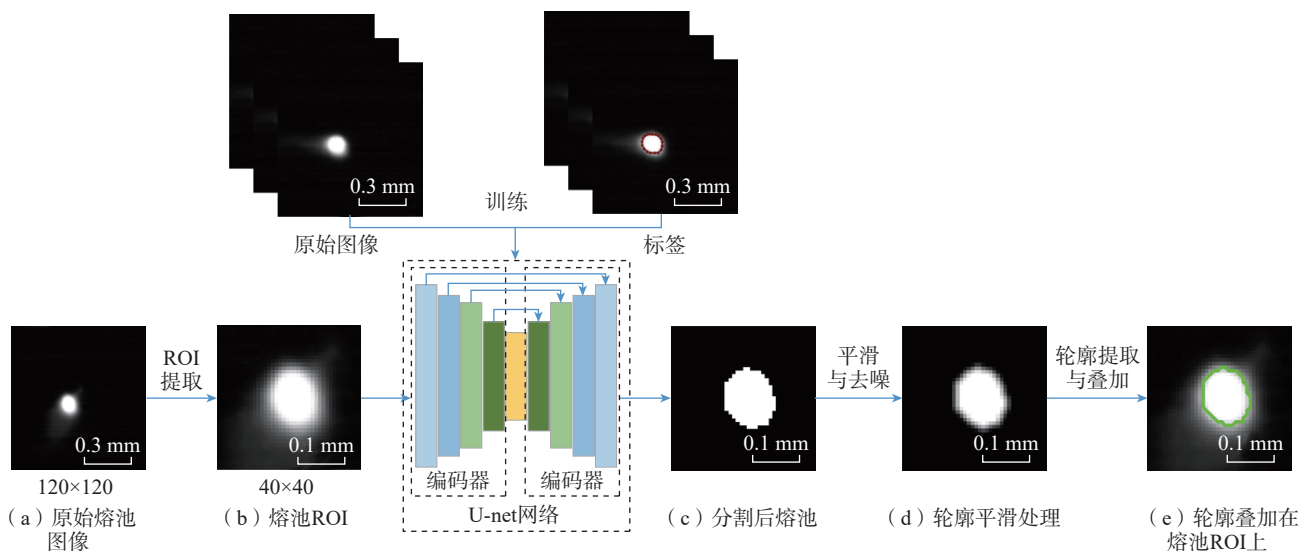 0.3 mm
0.3 mm
训练
原始图像
标签
ROI
提取
平滑
与去噪
轮廓提取
与叠加
0.3 mm
0.1 mm
0.1 mm
0.1 mm
0.1 mm
编码器
编码器
120×120
40×40
U-net网络
（a）原始熔池
图像
（b）熔池ROI
（c）分割后熔池
（d）轮廓平滑处理
（e）轮廓叠加在
熔池ROI上